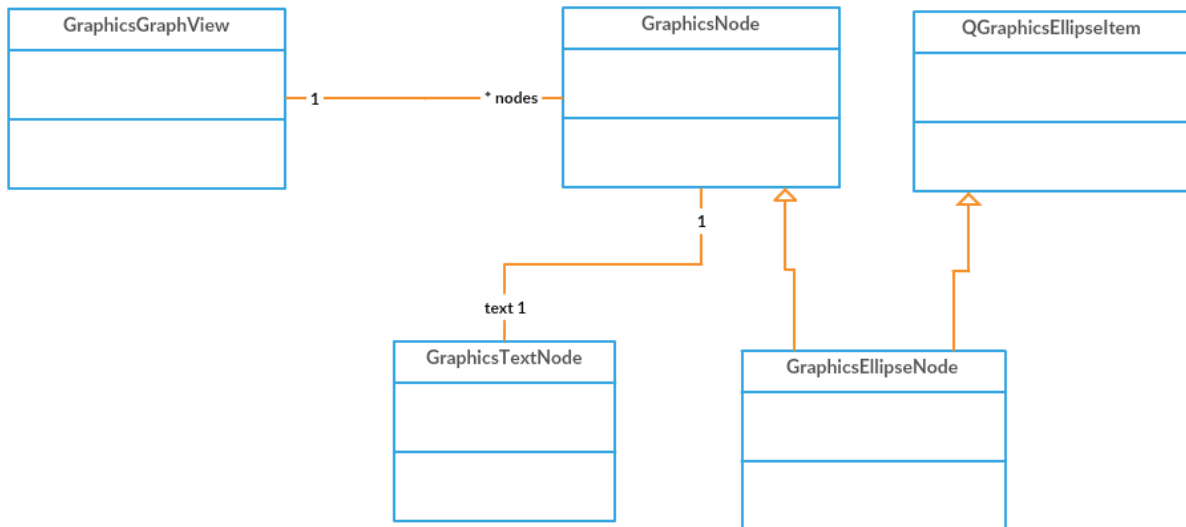 GraphicsGraphView
GraphicsNode
QGraphicsEllipseItem
1
* nodes
1
text 1
GraphicsTextNode
GraphicsEllipseNode